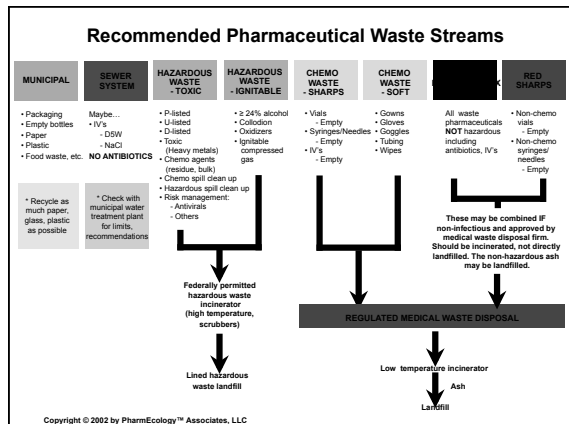 Recommended Pharmaceutical Waste Streams
MUNICIPAL
• Packaging
• Empty bottles
• Paper
• Plastic
• Food waste, etc.
* Recycle as
much paper,
glass, plastic
as possible
SEWER
SYSTEM
Maybe…
• IV's
- D5W
- NaCl
NO ANTIBIOTICS
* Check with
municipal water
treatment plant
for limits,
recommendations
HAZARDOUS
WASTE
- TOXIC
• P-listed
• U-listed
• D-listed
• Toxic
(Heavy metals)
• Chemo agents
(residue, bulk)
• Chemo spill clean up
• Hazardous spill clean up
• Risk management:
- Antivirals
- Others
HAZARDOUS
WASTE
- IGNITABLE
• ≥ 24% alcohol
• Collodion
• Oxidizers
• Ignitable
compressed
gas
Federally permitted
hazardous waste
incinerator
(high temperature,
scrubbers)
Lined hazardous
waste landfill
CHEMO
WASTE
- SHARPS
• Vials
- Empty
• Syringes/Needles
- Empty
• IV's
- Empty
CHEMO
WASTE
- SOFT
• Gowns
• Gloves
• Goggles
• Tubing
• Wipes
All waste
pharmaceuticals
NOT hazardous
including
antibiotics, IV's
RED
SHARPS
• Non-chemo
vials
- Empty
• Non-chemo
syringes/
needles
- Empty
These may be combined IF
non-infectious and approved by
medical waste disposal firm.
Should be incinerated, not directly
landfilled. The non-hazardous ash
may be landfilled.
REGULATED MEDICAL WASTE DISPOSAL
Low temperature incinerator
Ash
Landfill
Copyright © 2002 by PharmEcology™ Associates, LLC